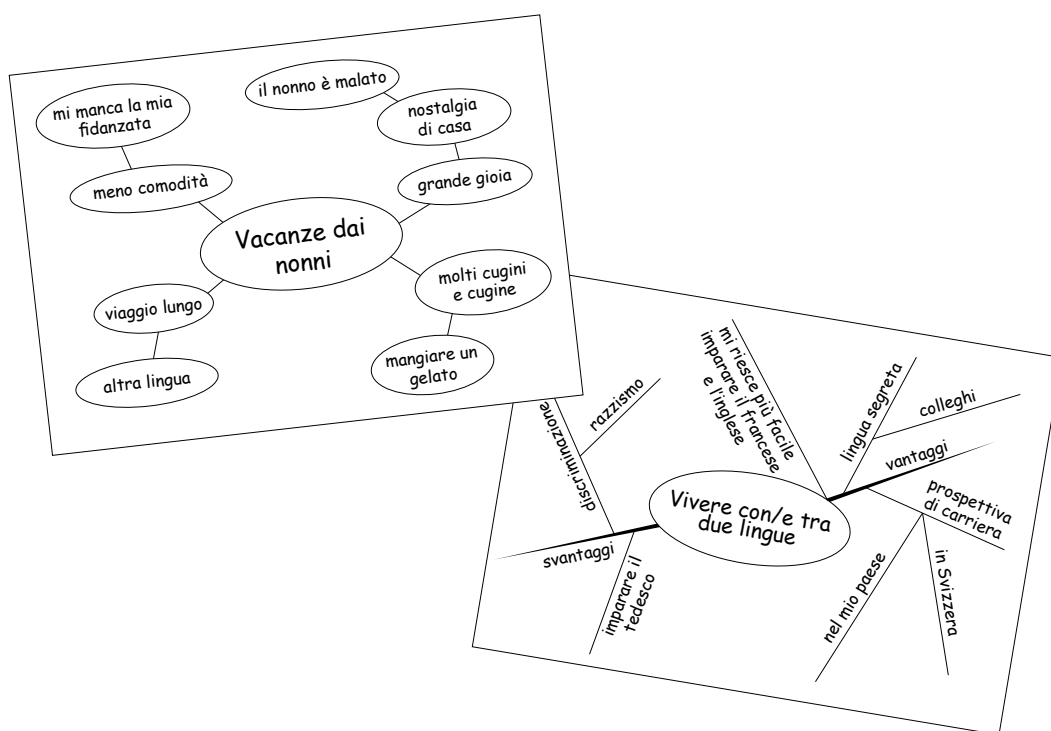 il nonno è malato
mi manca la mia
fidanzata
nostalgia
di casa
meno comodità
grande gioia
Vacanze dai
nonni
molti cugini
e cugine
viaggio lungo
mangiare un
gelato
altra lingua
mi riesce più facile
imparare il francese
e l'inglese
lingua segreta
colleghi
vantaggi
razzismo
discriminazione
Vivere con/e tra
due lingue
prospettiva
di carriera
svantaggi
imparare il
tedesco
nel mio paese
in Svizzera